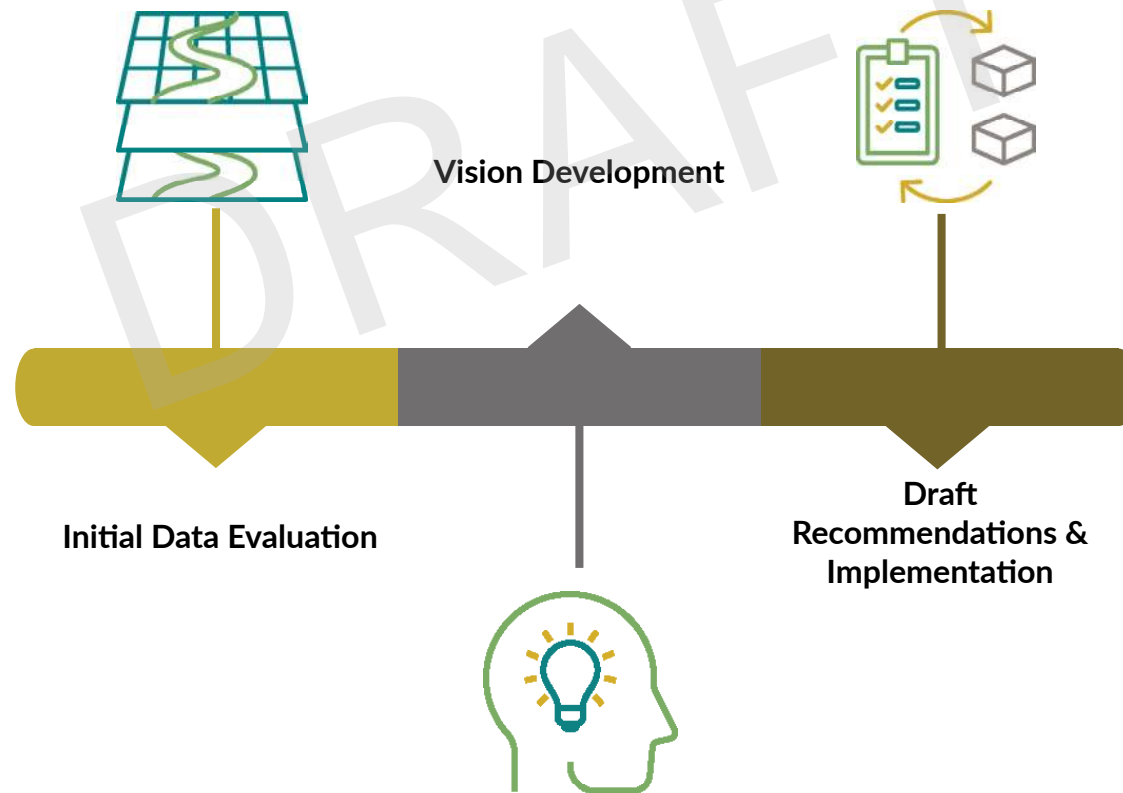 DRAFT
Vision Development
Initial Data Evaluation
Draft
Recommendations &
Implementation